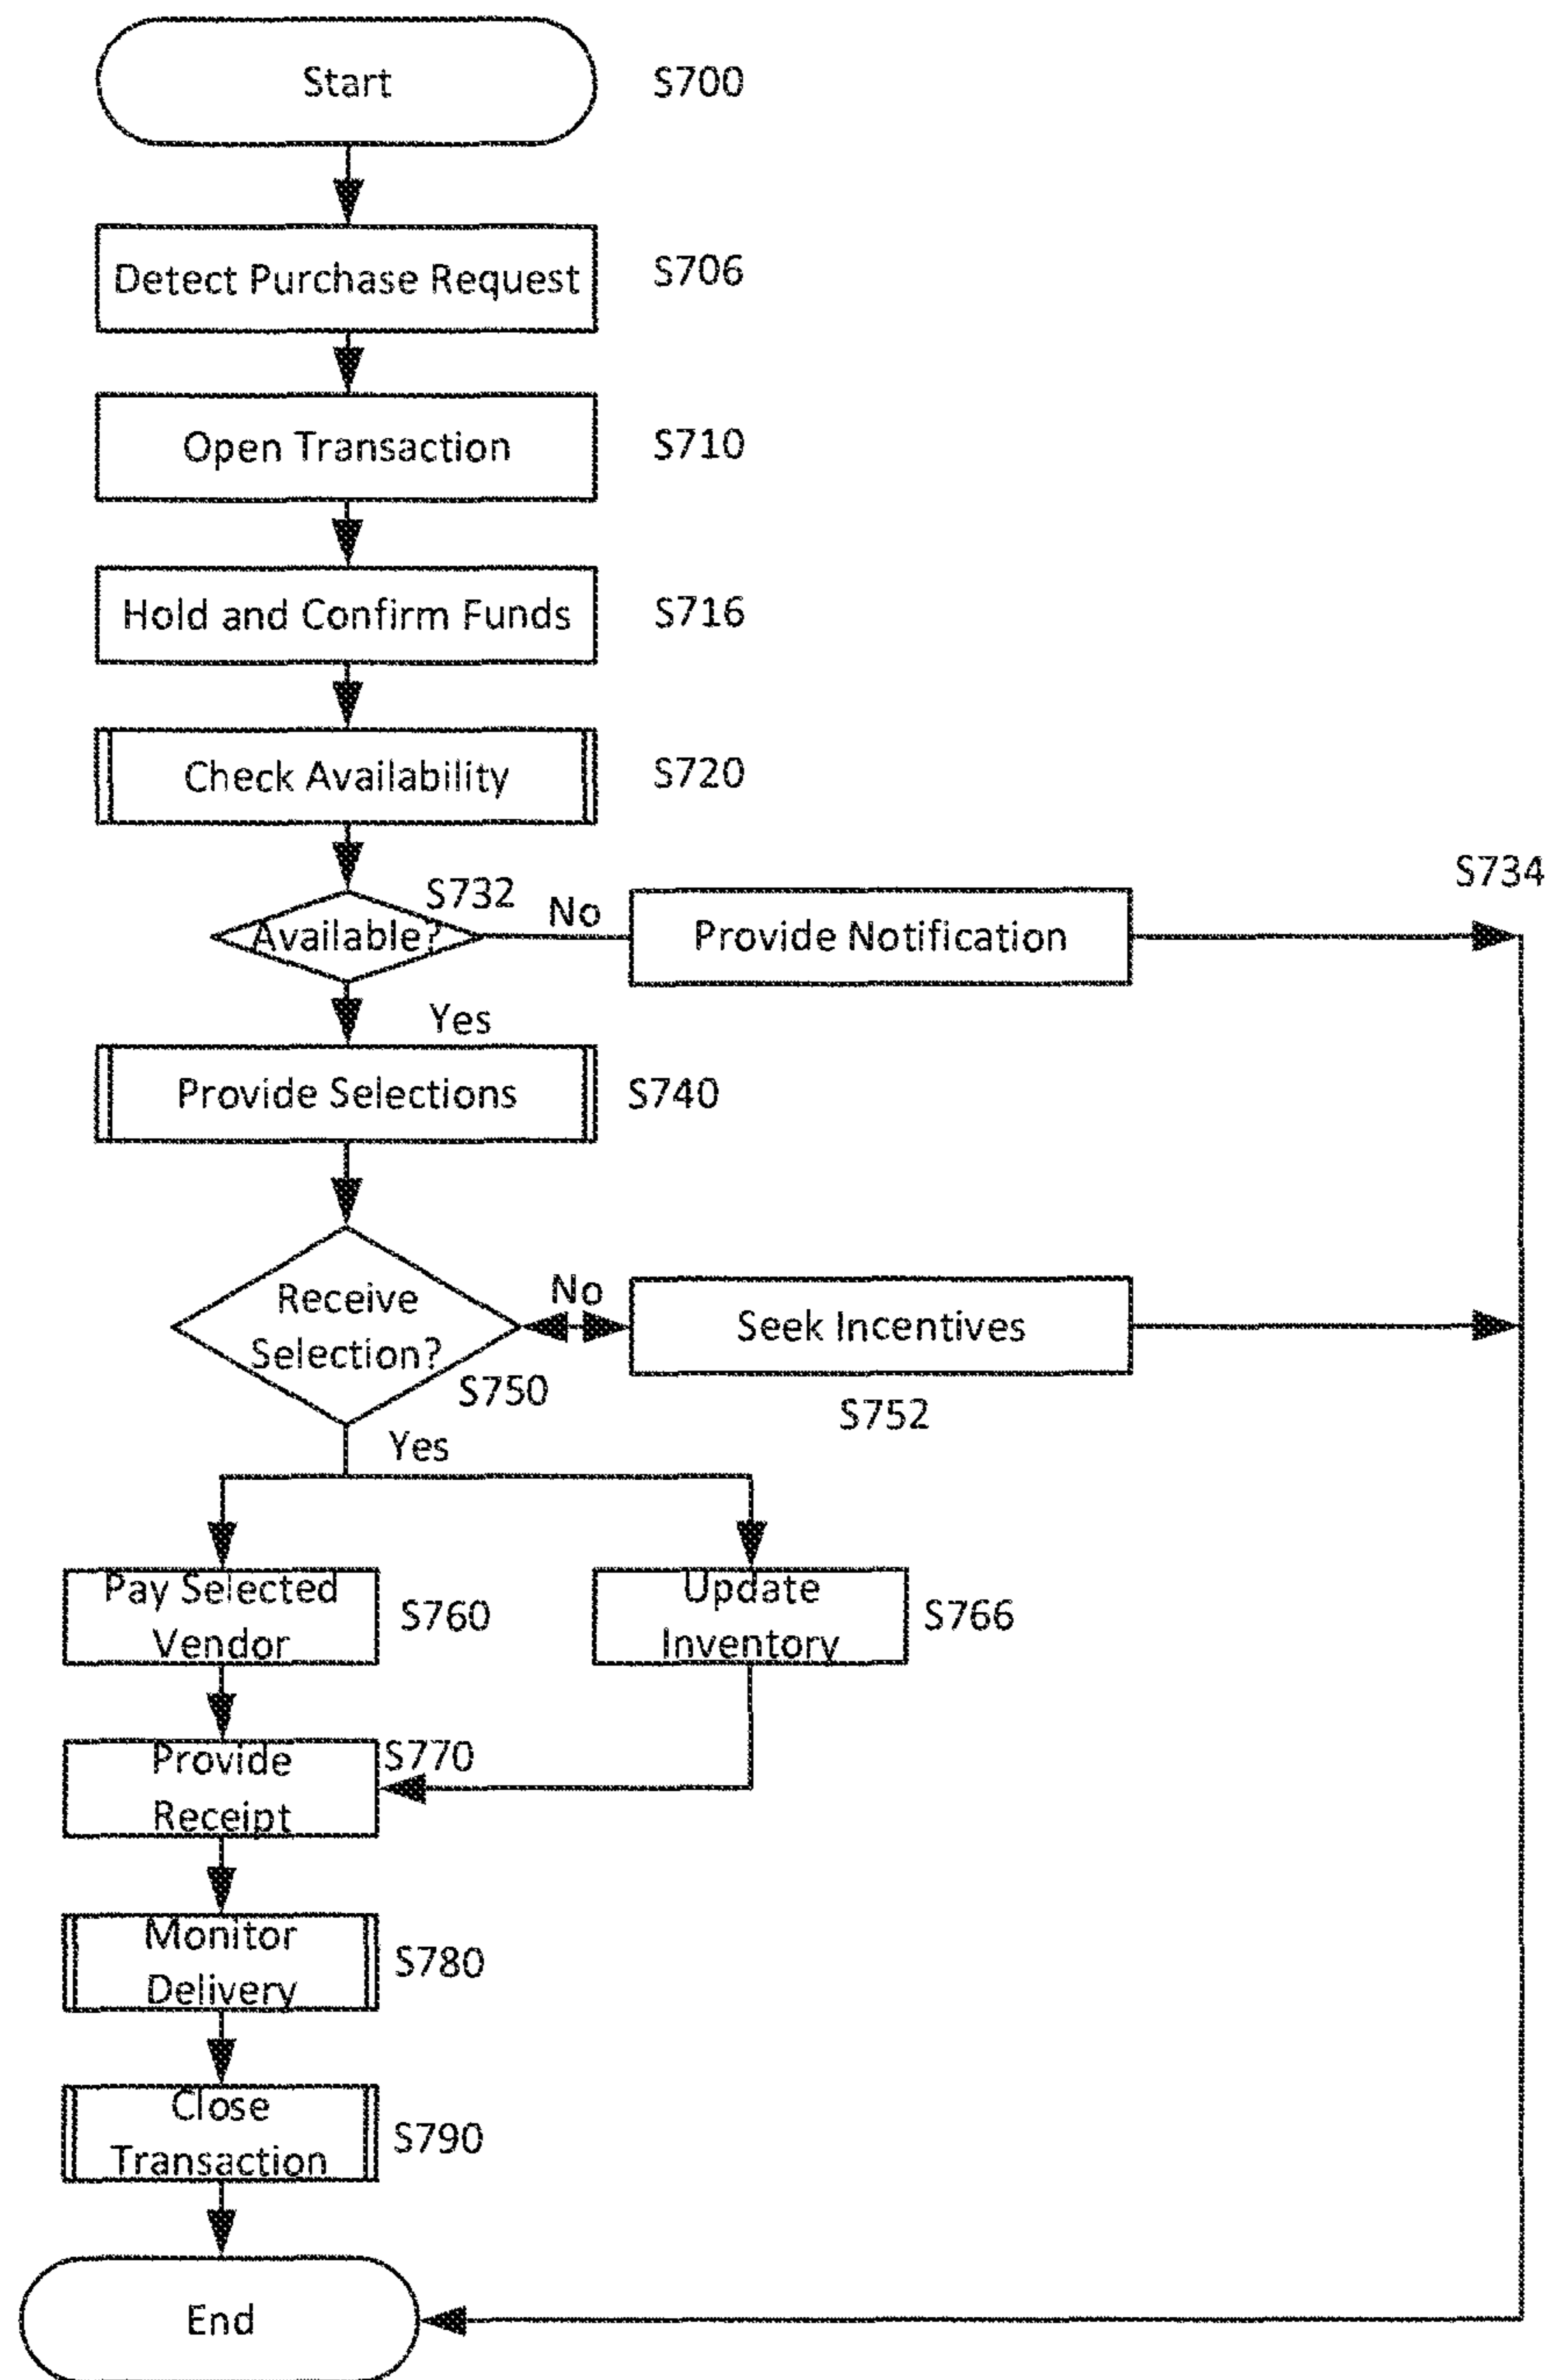 Start
S700
Detect Purchase Request
S706
Open Transaction
S710
Hold and Confirm Funds
S716
Check Availability
S720
S734
S732
No
Available?
Provide Notification
Yes
Provide Selections
S740
Receive
Selection?
No
Seek Incentives
S750
S752
Yes
Pay Selected
Vendor
S760
Update
Inventory
S766
Provide
Receipt
S770
Monitor
Delivery
S780
Close
Transaction
S790
End